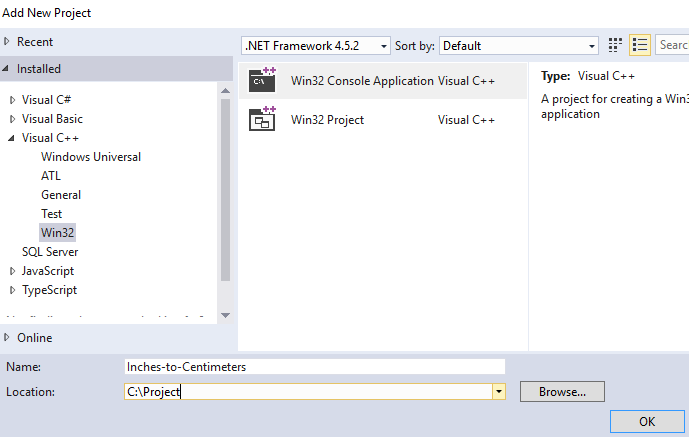 Add New Project
Recent
.NET Framework 4.5.2 Sort by: Default Searc
Installed
Win32 Console Application Visual C++ Type: Visual C++
A project for creating a Win3
application
Win32 Project Visual C++
Visual C#
Visual Basic
Visual C++
Windows Universal
ATL
General
Test
Win32
SQL Server
JavaScript
TypeScript
Online
Name: Inches-to-Centimeters
Location: C:\Project Browse...
OK